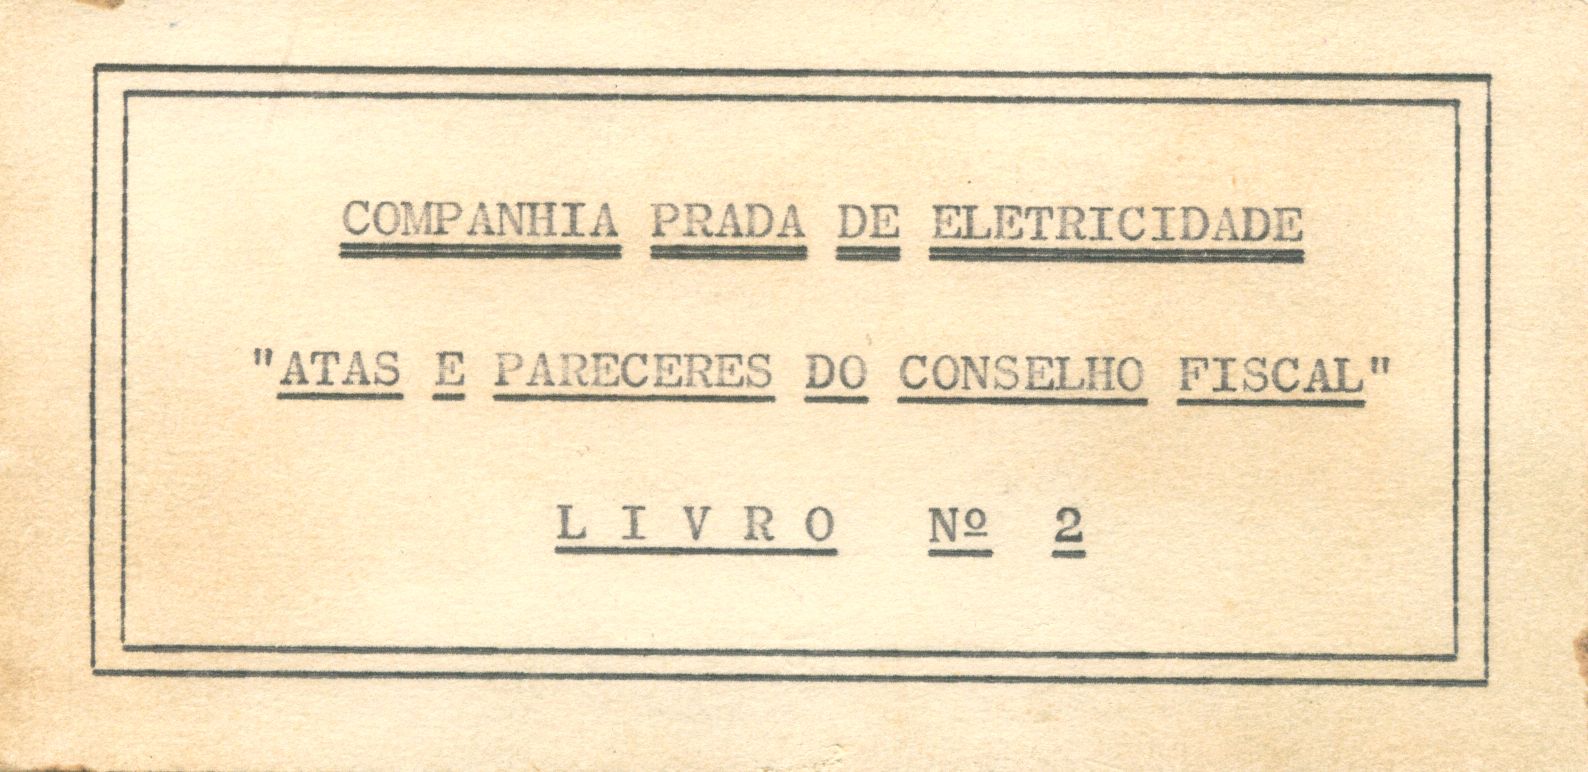 COMPANHIA PRADA DE ELETRICIDADE
"ATAS E PARECERES DO CONSELHO FISCAL"
L I V R O Nº 2